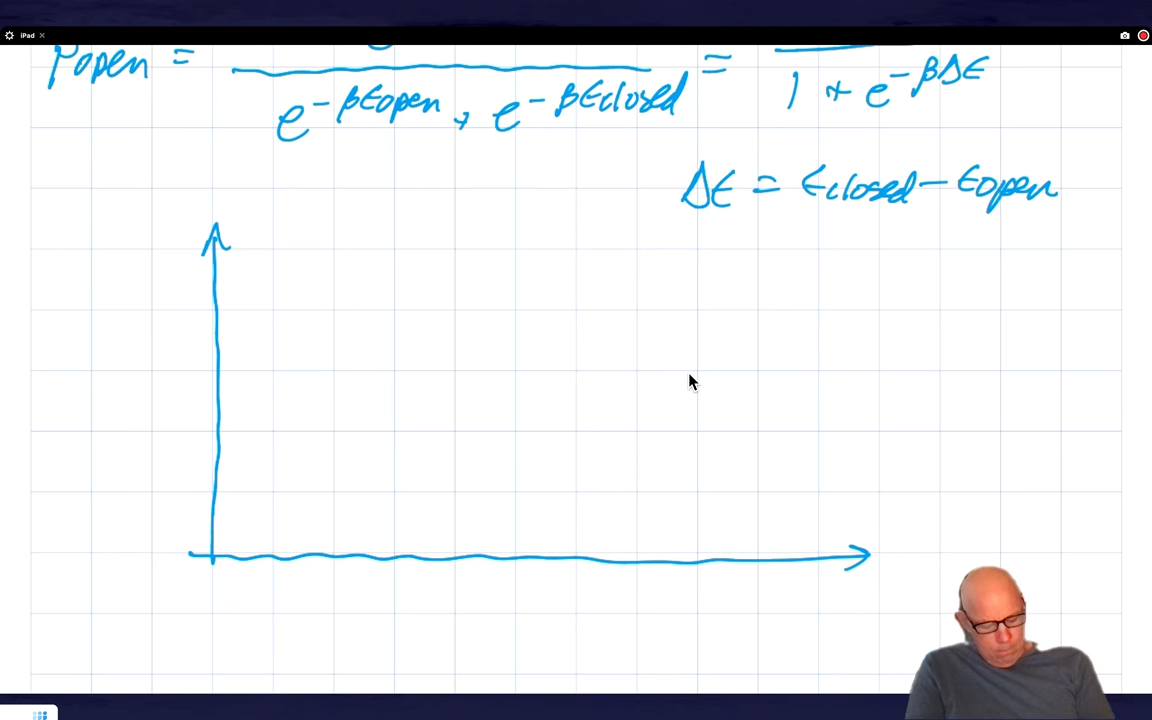 iPad
Popen = / e^{-βEopen} + e^{-βEclosed} = / 1 + e^{-βΔE}
ΔE = Eclosed - Eopen